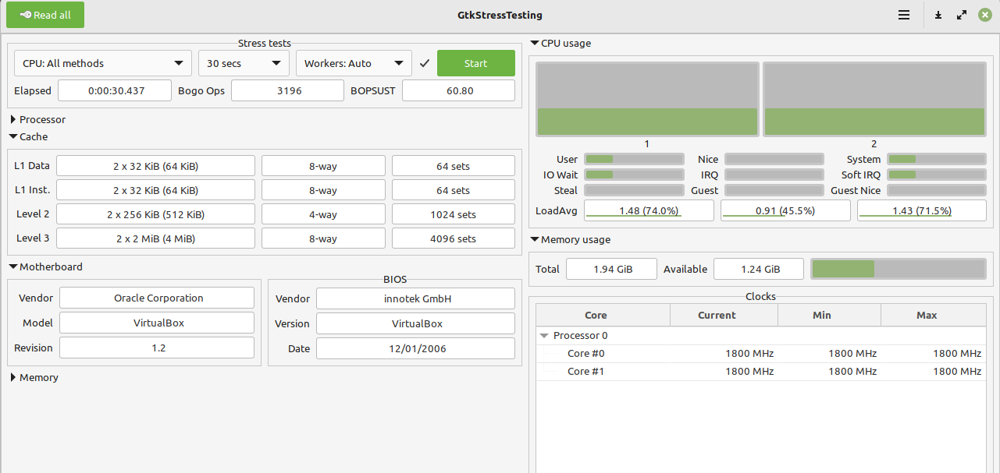 Read all
GtkStressTesting
Stress tests
CPU: All methods 30 secs Workers: Auto Start
Elapsed 0:00:30.437 Bogo Ops 3196 BOPSUST 60.80
Processor
Cache
L1 Data 2 x 32 KiB (64 KiB) 8-way 64 sets
L1 Inst. 2 x 32 KiB (64 KiB) 8-way 64 sets
Level 2 2 x 256 KiB (512 KiB) 4-way 1024 sets
Level 3 2 x 2 MiB (4 MiB) 8-way 4096 sets
Motherboard
Vendor Oracle Corporation
Model VirtualBox
Revision 1.2
BIOS
Vendor innotek GmbH
Version VirtualBox
Date 12/01/2006
Memory
CPU usage
1 2
User Nice System
IO Wait IRQ Soft IRQ
Steal Guest Guest Nice
LoadAvg 1.48 (74.0%) 0.91 (45.5%) 1.43 (71.5%)
Memory usage
Total 1.94 GiB Available 1.24 GiB
Clocks
Core Current Min Max
Processor 0
Core #0 1800 MHz 1800 MHz 1800 MHz
Core #1 1800 MHz 1800 MHz 1800 MHz